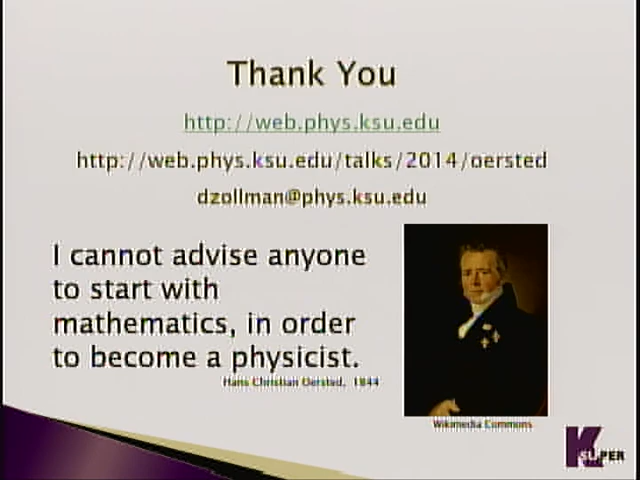 Thank You
http://web.phys.ksu.edu
http://web.phys.ksu.edu/talks/2014/oersted
dzollman@phys.ksu.edu
I cannot advise anyone
to start with
mathematics, in order
to become a physicist.
Hans Christian Oersted, 1844
Wikimedia Commons
K SUPER